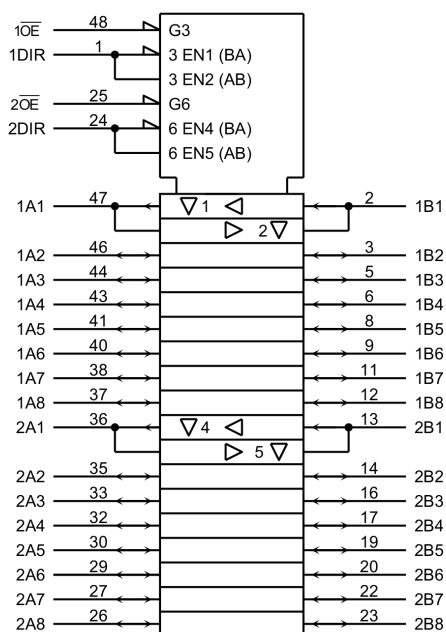 1O̅E̅ 48 G3
1DIR 1 3 EN1 (BA)
3 EN2 (AB)
2O̅E̅ 25 G6
2DIR 24 6 EN4 (BA)
6 EN5 (AB)
1A1 47 1 2 1B1
2
1A2 46 3 1B2
1A3 44 5 1B3
1A4 43 6 1B4
1A5 41 8 1B5
1A6 40 9 1B6
1A7 38 11 1B7
1A8 37 12 1B8
2A1 36 4 13 2B1
5
2A2 35 14 2B2
2A3 33 16 2B3
2A4 32 17 2B4
2A5 30 19 2B5
2A6 29 20 2B6
2A7 27 22 2B7
2A8 26 23 2B8